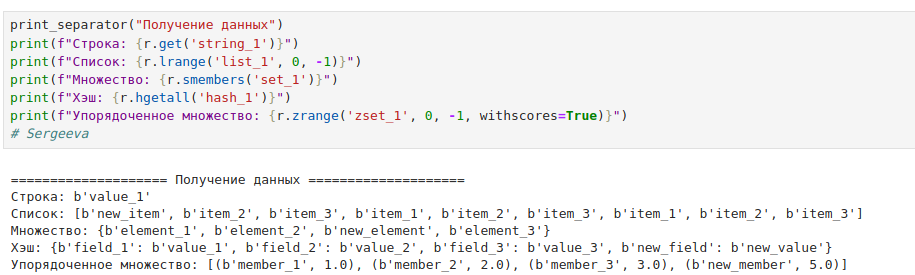 print_separator("Получение данных")
print(f"Строка: {r.get('string_1')}")
print(f"Список: {r.lrange('list_1', 0, -1)}")
print(f"Множество: {r.smembers('set_1')}")
print(f"Хэш: {r.hgetall('hash_1')}")
print(f"Упорядоченное множество: {r.zrange('zset_1', 0, -1, withscores=True)}")
# Sergeeva
==================== Получение данных ====================
Строка: b'value_1'
Список: [b'new_item', b'item_2', b'item_3', b'item_1', b'item_2', b'item_3', b'item_1', b'item_2', b'item_3']
Множество: {b'element_1', b'element_2', b'new_element', b'element_3'}
Хэш: {b'field_1': b'value_1', b'field_2': b'value_2', b'field_3': b'value_3', b'new_field': b'new_value'}
Упорядоченное множество: [(b'member_1', 1.0), (b'member_2', 2.0), (b'member_3', 3.0), (b'new_member', 5.0)]